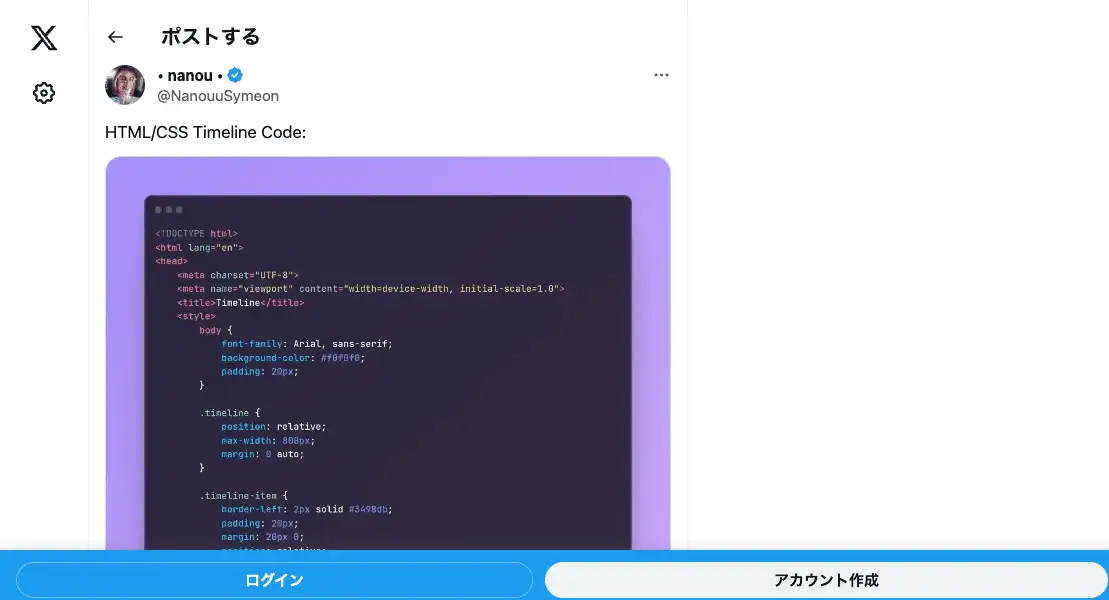 ポストする
• nanou •
@NanouuSymeon
HTML/CSS Timeline Code:
<!DOCTYPE html>
<html lang="en">
<head>
<meta charset="UTF-8">
<meta name="viewport" content="width=device-width, initial-scale=1.0">
<title>Timeline</title>
<style>
body {
font-family: Arial, sans-serif;
background-color: #f0f0f0;
padding: 20px;
}
.timeline {
position: relative;
max-width: 800px;
margin: 0 auto;
}
.timeline-item {
border-left: 2px solid #3498db;
padding: 20px;
margin: 20px 0;
position: relative;
ログイン
アカウント作成